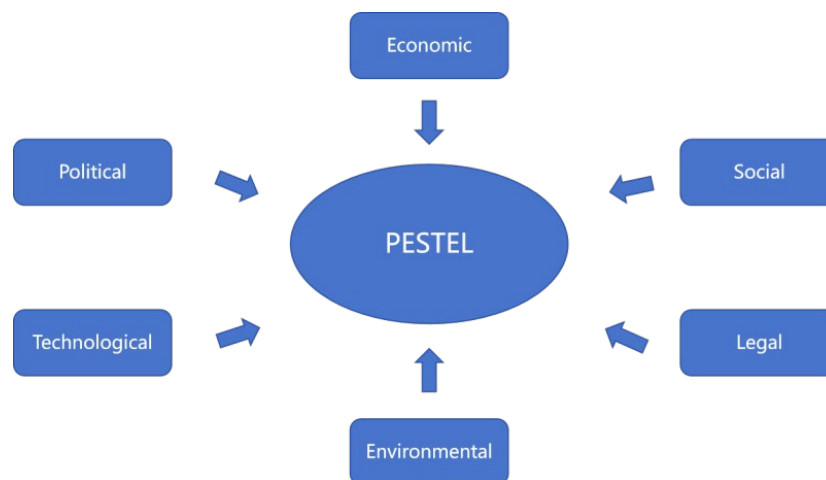 Economic
Political
Social
PESTEL
Technological
Legal
Environmental